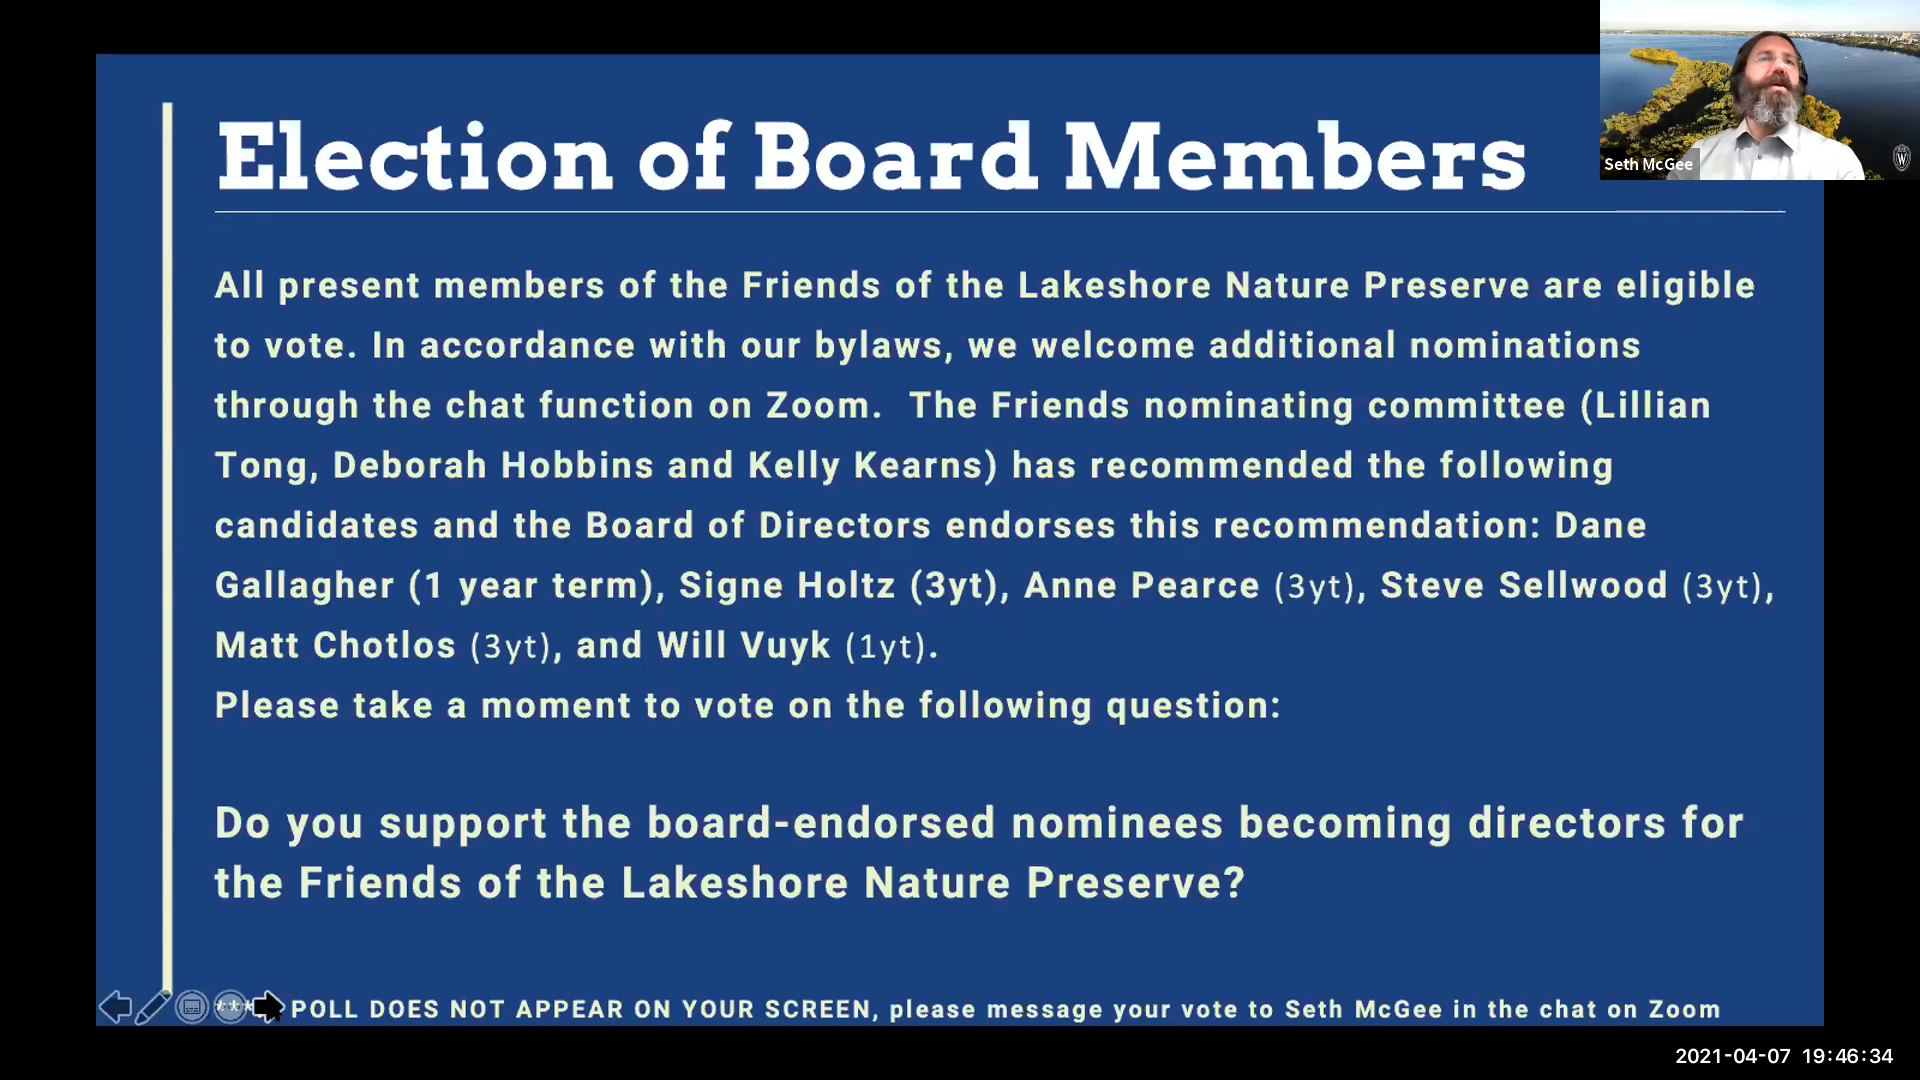 Election of Board Members
Seth McGee
W
All present members of the Friends of the Lakeshore Nature Preserve are eligible
to vote. In accordance with our bylaws, we welcome additional nominations
through the chat function on Zoom.  The Friends nominating committee (Lillian
Tong, Deborah Hobbins and Kelly Kearns) has recommended the following
candidates and the Board of Directors endorses this recommendation: Dane
Gallagher (1 year term), Signe Holtz (3yt), Anne Pearce (3yt), Steve Sellwood (3yt),
Matt Chotlos (3yt), and Will Vuyk (1yt).
Please take a moment to vote on the following question:
Do you support the board-endorsed nominees becoming directors for
the Friends of the Lakeshore Nature Preserve?
*** POLL DOES NOT APPEAR ON YOUR SCREEN, please message your vote to Seth McGee in the chat on Zoom
2021-04-07 19:46:34